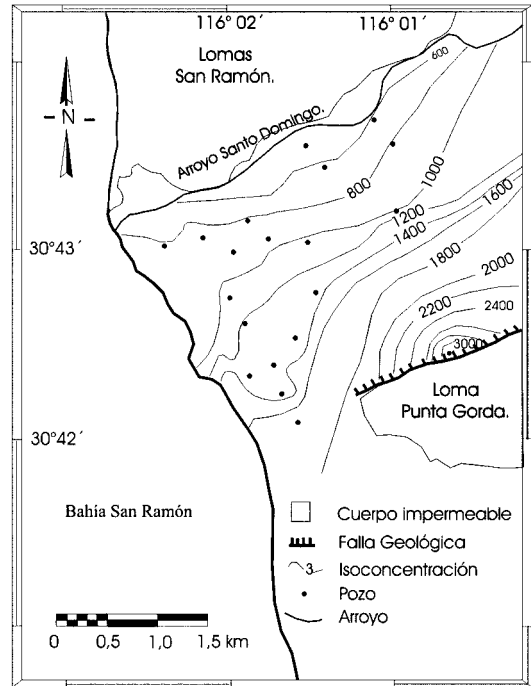 116° 02´ 116° 01´
Lomas
San Ramón.
600
N
Arroyo Santo Domingo.
800
1000
1200
1400
1600
30°43´
1800
2000
2200
2400
3000
Loma
Punta Gorda.
30°42´
Bahía San Ramón
Cuerpo impermeable
Falla Geológica
3 Isoconcentración
Pozo
Arroyo
0 0,5 1,0 1,5 km